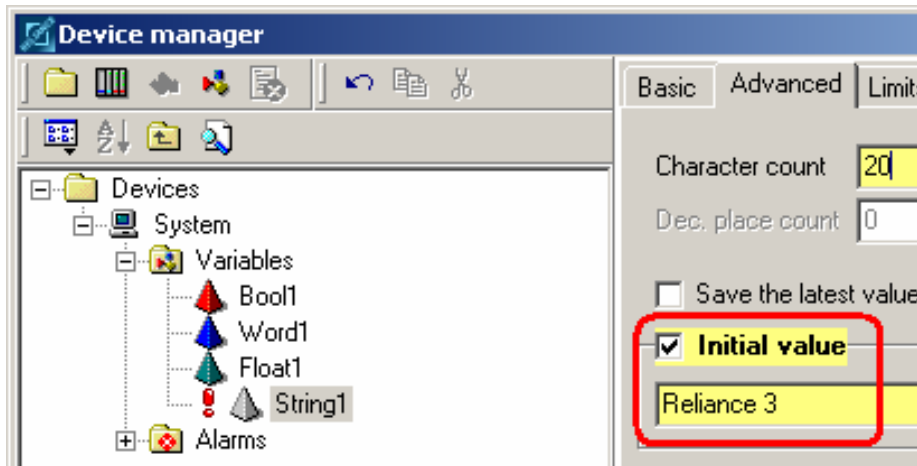 Device manager
Basic Advanced Limit
Character count 20
Dec. place count 0
Devices
System
Variables
Bool1
Word1
Float1
String1
Alarms
Save the latest value
Initial value
Reliance 3